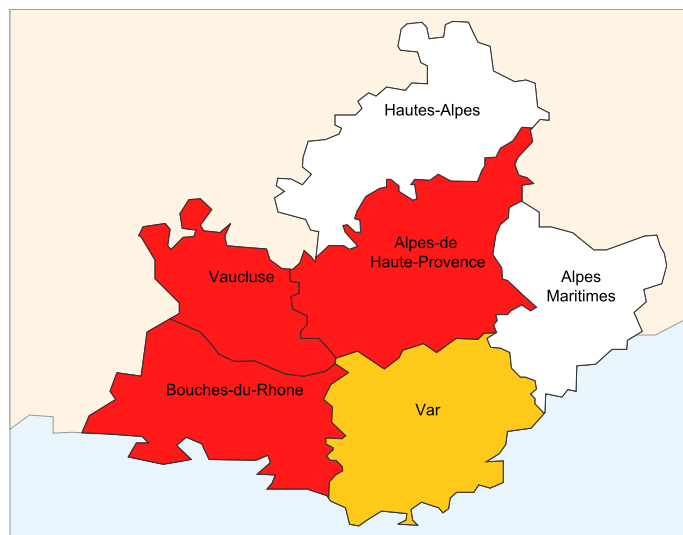 Hautes-Alpes
Alpes-de
Haute-Provence
Vaucluse
Alpes
Maritimes
Bouches-du-Rhone
Var